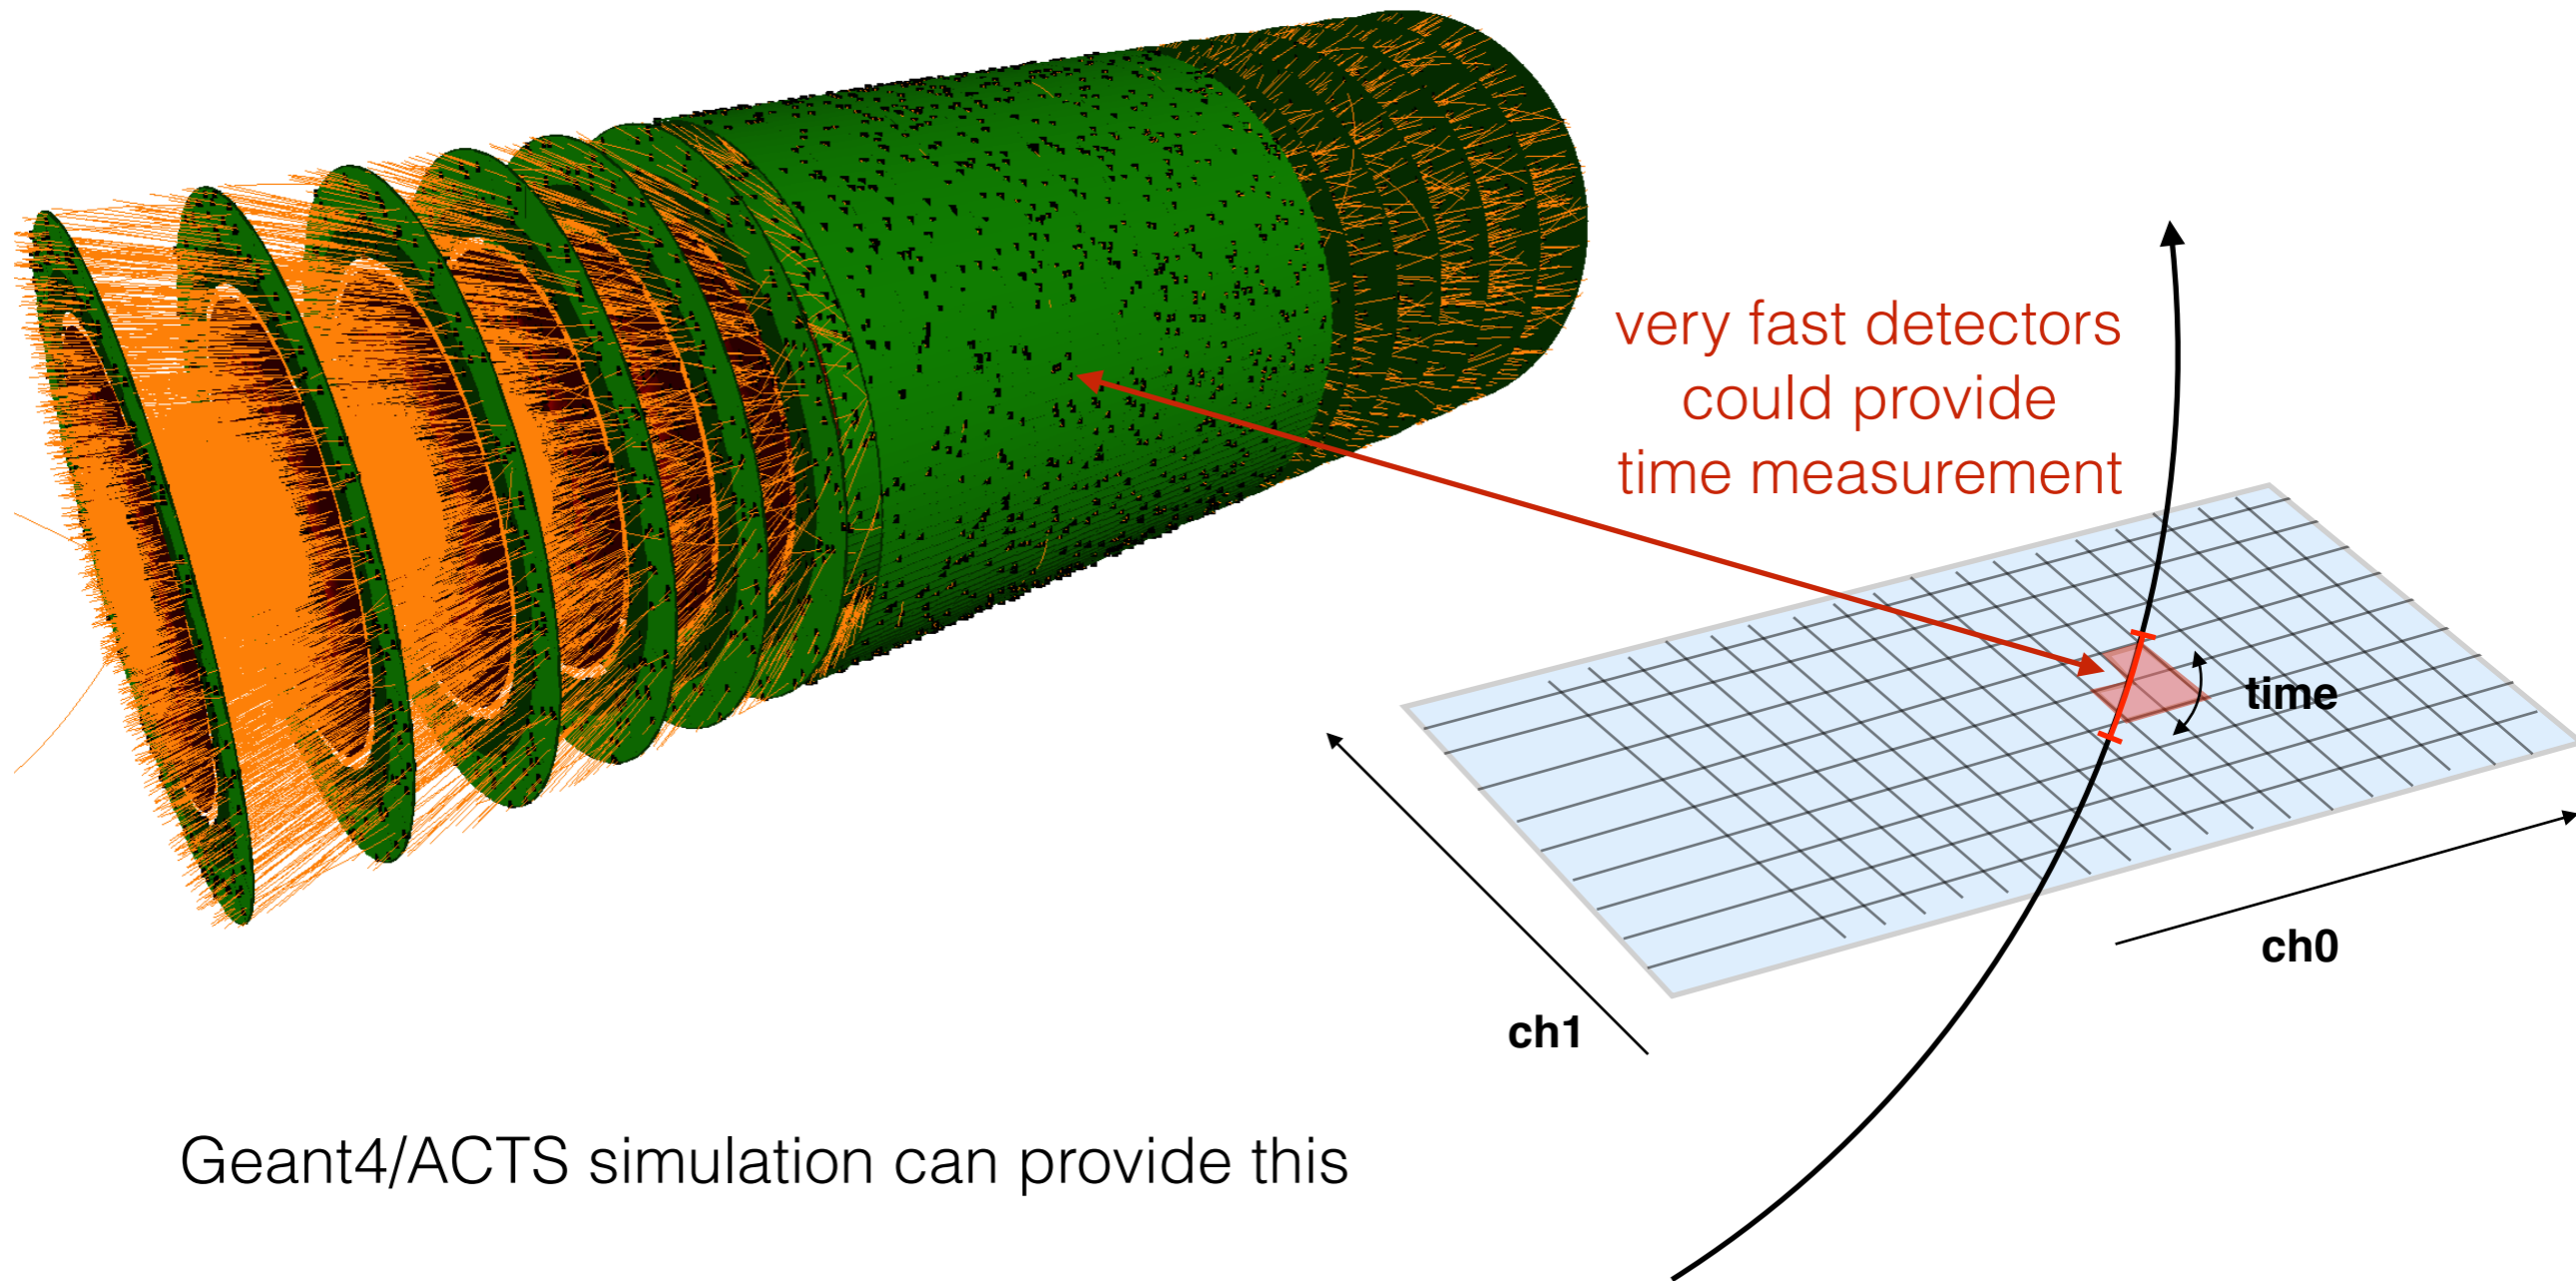 very fast detectors
could provide
time measurement
time
ch0
ch1
Geant4/ACTS simulation can provide this